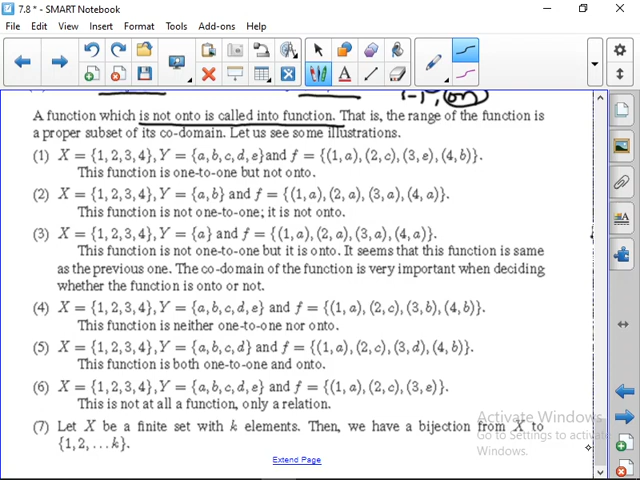 7.8 * - SMART Notebook
File Edit View Insert Format Tools Add-ons Help
1-1, on
A function which is not onto is called into function. That is, the range of the function is
a proper subset of its co-domain. Let us see some illustrations.
(1) X = {1, 2, 3, 4}, Y = {a, b, c, d, e} and f = {(1, a), (2, c), (3, e), (4, b)}.
This function is one-to-one but not onto.
(2) X = {1, 2, 3, 4}, Y = {a, b} and f = {(1, a), (2, a), (3, a), (4, a)}.
This function is not one-to-one; it is not onto.
(3) X = {1, 2, 3, 4}, Y = {a} and f = {(1, a), (2, a), (3, a), (4, a)}.
This function is not one-to-one but it is onto. It seems that this function is same
as the previous one. The co-domain of the function is very important when deciding
whether the function is onto or not.
(4) X = {1, 2, 3, 4}, Y = {a, b, c, d, e} and f = {(1, a), (2, c), (3, b), (4, b)}.
This function is neither one-to-one nor onto.
(5) X = {1, 2, 3, 4}, Y = {a, b, c, d} and f = {(1, a), (2, c), (3, d), (4, b)}.
This function is both one-to-one and onto.
(6) X = {1, 2, 3, 4}, Y = {a, b, c, d, e} and f = {(1, a), (2, c), (3, e)}.
This is not at all a function, only a relation.
(7) Let X be a finite set with k elements. Then, we have a bijection from X to
{1, 2, . . . k}.
Extend Page
Activate Windows
Go to Settings to activate
Windows.